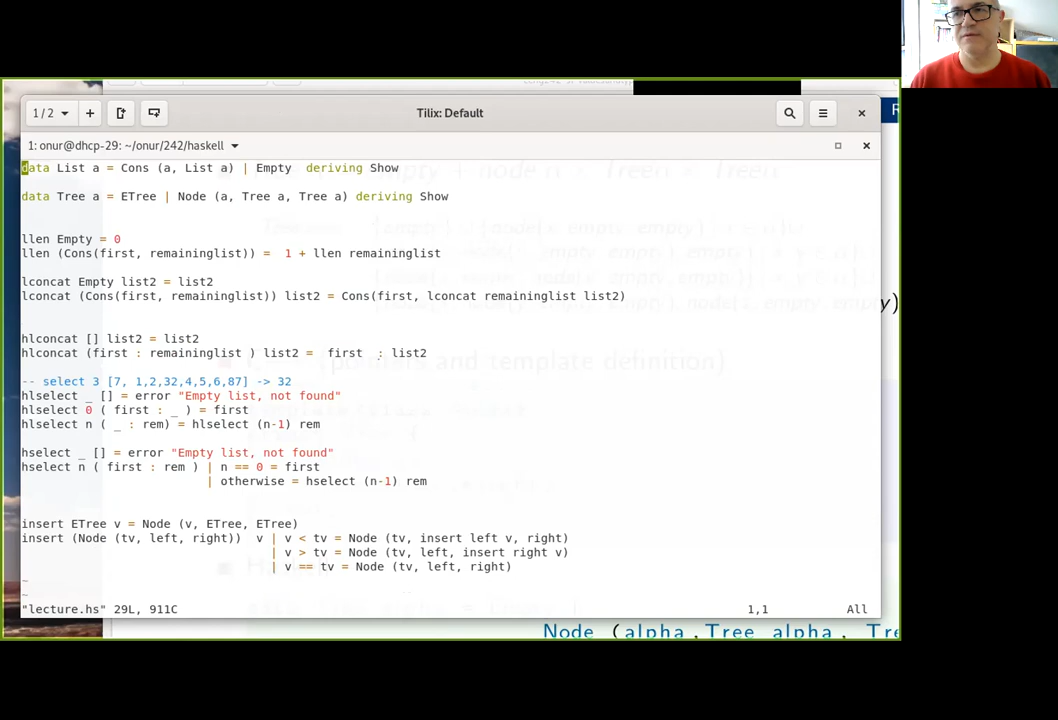 1 / 2
Tilix: Default
1: onur@dhcp-29: ~/onur/242/haskell
data List a = Cons (a, List a) | Empty  deriving Show
data Tree a = ETree | Node (a, Tree a, Tree a) deriving Show
llen Empty = 0
llen (Cons(first, remaininglist)) =  1 + llen remaininglist
lconcat Empty list2 = list2
lconcat (Cons(first, remaininglist)) list2 = Cons(first, lconcat remaininglist list2)
hlconcat [] list2 = list2
hlconcat (first : remaininglist ) list2 =  first  : list2
(pointers and template definition)
-- select 3 [7, 1,2,32,4,5,6,87] -> 32
hlselect _ [] = error "Empty list, not found"
hlselect 0 ( first : _ ) = first
hlselect n ( _ : rem) = hlselect (n-1) rem
hselect _ [] = error "Empty list, not found"
hselect n ( first : rem ) | n == 0 = first
| otherwise = hselect (n-1) rem
insert ETree v = Node (v, ETree, ETree)
insert (Node (tv, left, right))  v | v < tv = Node (tv, insert left v, right)
| v > tv = Node (tv, left, insert right v)
| v == tv = Node (tv, left, right)
~
~
"lecture.hs" 29L, 911C
1,1
All
Node (alpha,Tree alpha, Tre